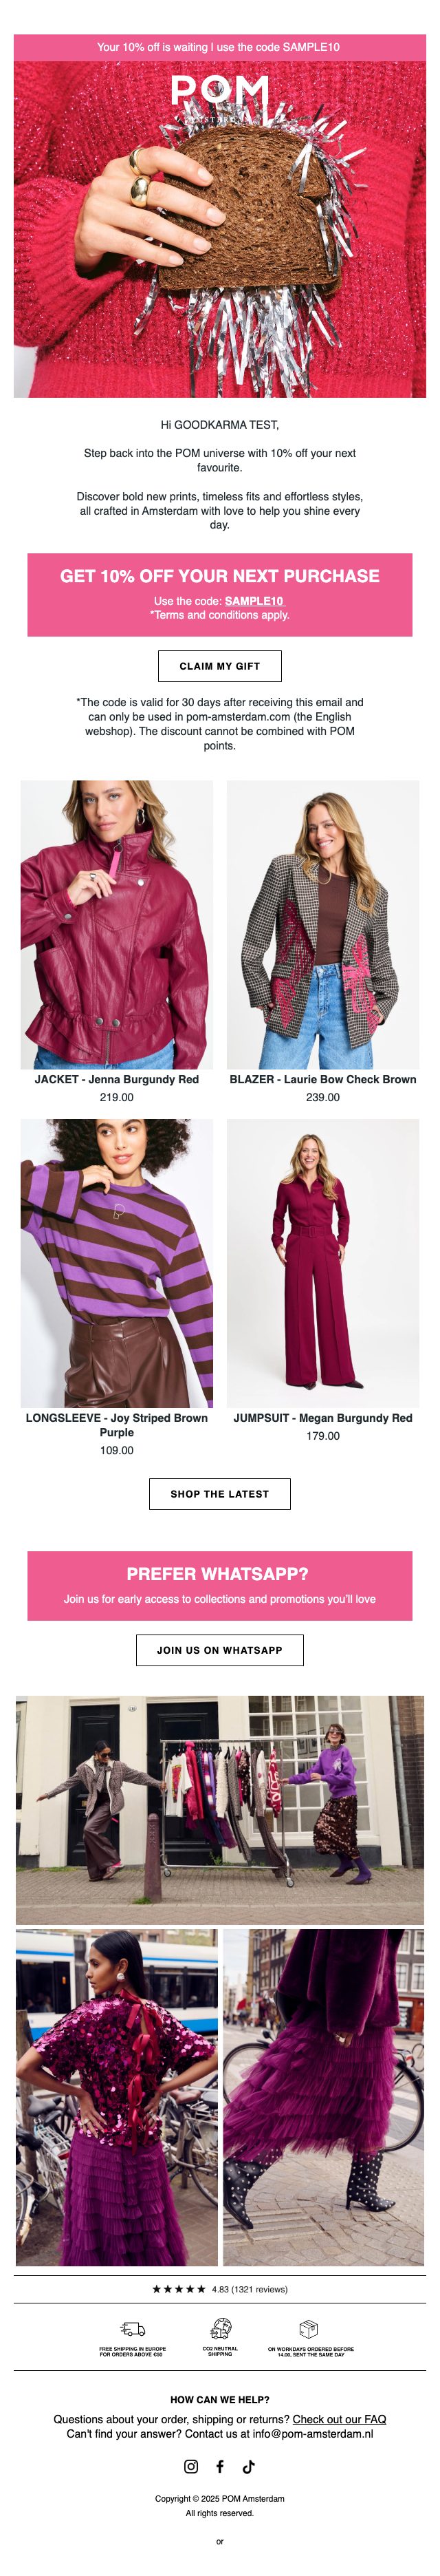 Your 10% off is waiting | use the code SAMPLE10
POM
AMSTERDAM
Hi GOODKARMA TEST,
Step back into the POM universe with 10% off your next
favourite.
Discover bold new prints, timeless fits and effortless styles,
all crafted in Amsterdam with love to help you shine every
day.
GET 10% OFF YOUR NEXT PURCHASE
Use the code: SAMPLE10
*Terms and conditions apply.
CLAIM MY GIFT
*The code is valid for 30 days after receiving this email and
can only be used in pom-amsterdam.com (the English
webshop). The discount cannot be combined with POM
points.
JACKET - Jenna Burgundy Red
219.00
BLAZER - Laurie Bow Check Brown
239.00
LONGSLEEVE - Joy Striped Brown
Purple
109.00
JUMPSUIT - Megan Burgundy Red
179.00
SHOP THE LATEST
PREFER WHATSAPP?
Join us for early access to collections and promotions you'll love
JOIN US ON WHATSAPP
★★★★★ 4.83 (1321 reviews)
FREE SHIPPING IN EUROPE
FOR ORDERS ABOVE €50
CO2 NEUTRAL
SHIPPING
ON WORKDAYS ORDERED BEFORE
14.00, SENT THE SAME DAY
HOW CAN WE HELP?
Questions about your order, shipping or returns? Check out our FAQ
Can't find your answer? Contact us at info@pom-amsterdam.nl
Copyright © 2025 POM Amsterdam
All rights reserved.
or